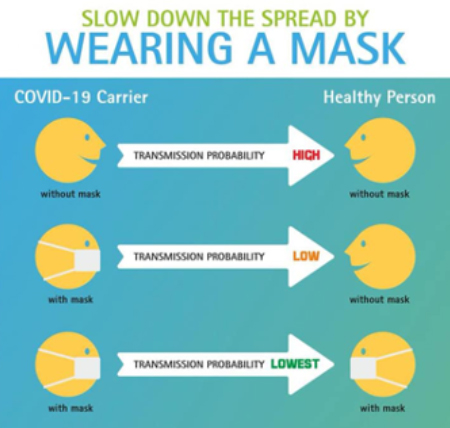 SLOW DOWN THE SPREAD BY
WEARING A MASK
COVID-19 Carrier
Healthy Person
TRANSMISSION PROBABILITY HIGH
without mask
without mask
TRANSMISSION PROBABILITY LOW
with mask
without mask
TRANSMISSION PROBABILITY LOWEST
with mask
with mask